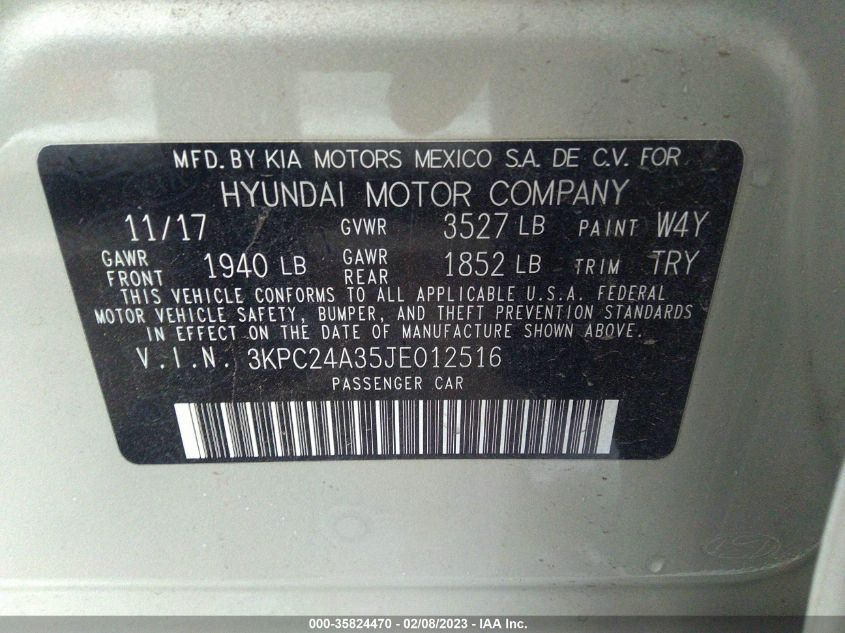 MFD. BY KIA MOTORS MEXICO S.A. DE C.V. FOR
HYUNDAI MOTOR COMPANY
11/17 GVWR 3527 LB PAINT W4Y
GAWR FRONT 1940 LB GAWR REAR 1852 LB TRIM TRY
THIS VEHICLE CONFORMS TO ALL APPLICABLE U.S.A. FEDERAL
MOTOR VEHICLE SAFETY, BUMPER, AND THEFT PREVENTION STANDARDS
IN EFFECT ON THE DATE OF MANUFACTURE SHOWN ABOVE.
V.I.N. 3KPC24A35JE012516
PASSENGER CAR
000-35824470 - 02/08/2023 - IAA Inc.